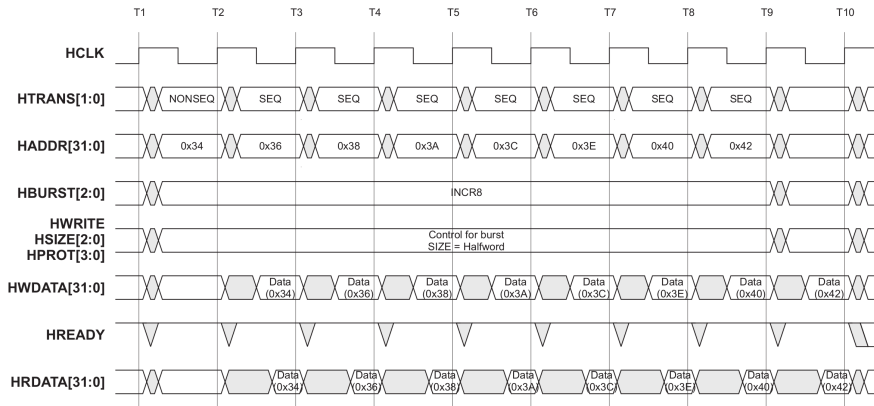 T1 T2 T3 T4 T5 T6 T7 T8 T9 T10
HCLK
HTRANS[1:0] NONSEQ SEQ SEQ SEQ SEQ SEQ SEQ SEQ
HADDR[31:0] 0x34 0x36 0x38 0x3A 0x3C 0x3E 0x40 0x42
HBURST[2:0] INCR8
HWRITE
HSIZE[2:0] Control for burst
HPROT[3:0] SIZE = Halfword
HWDATA[31:0] Data Data Data Data Data Data Data Data
(0x34) (0x36) (0x38) (0x3A) (0x3C) (0x3E) (0x40) (0x42)
HREADY
HRDATA[31:0] Data Data Data Data Data Data Data Data
(0x34) (0x36) (0x38) (0x3A) (0x3C) (0x3E) (0x40) (0x42)